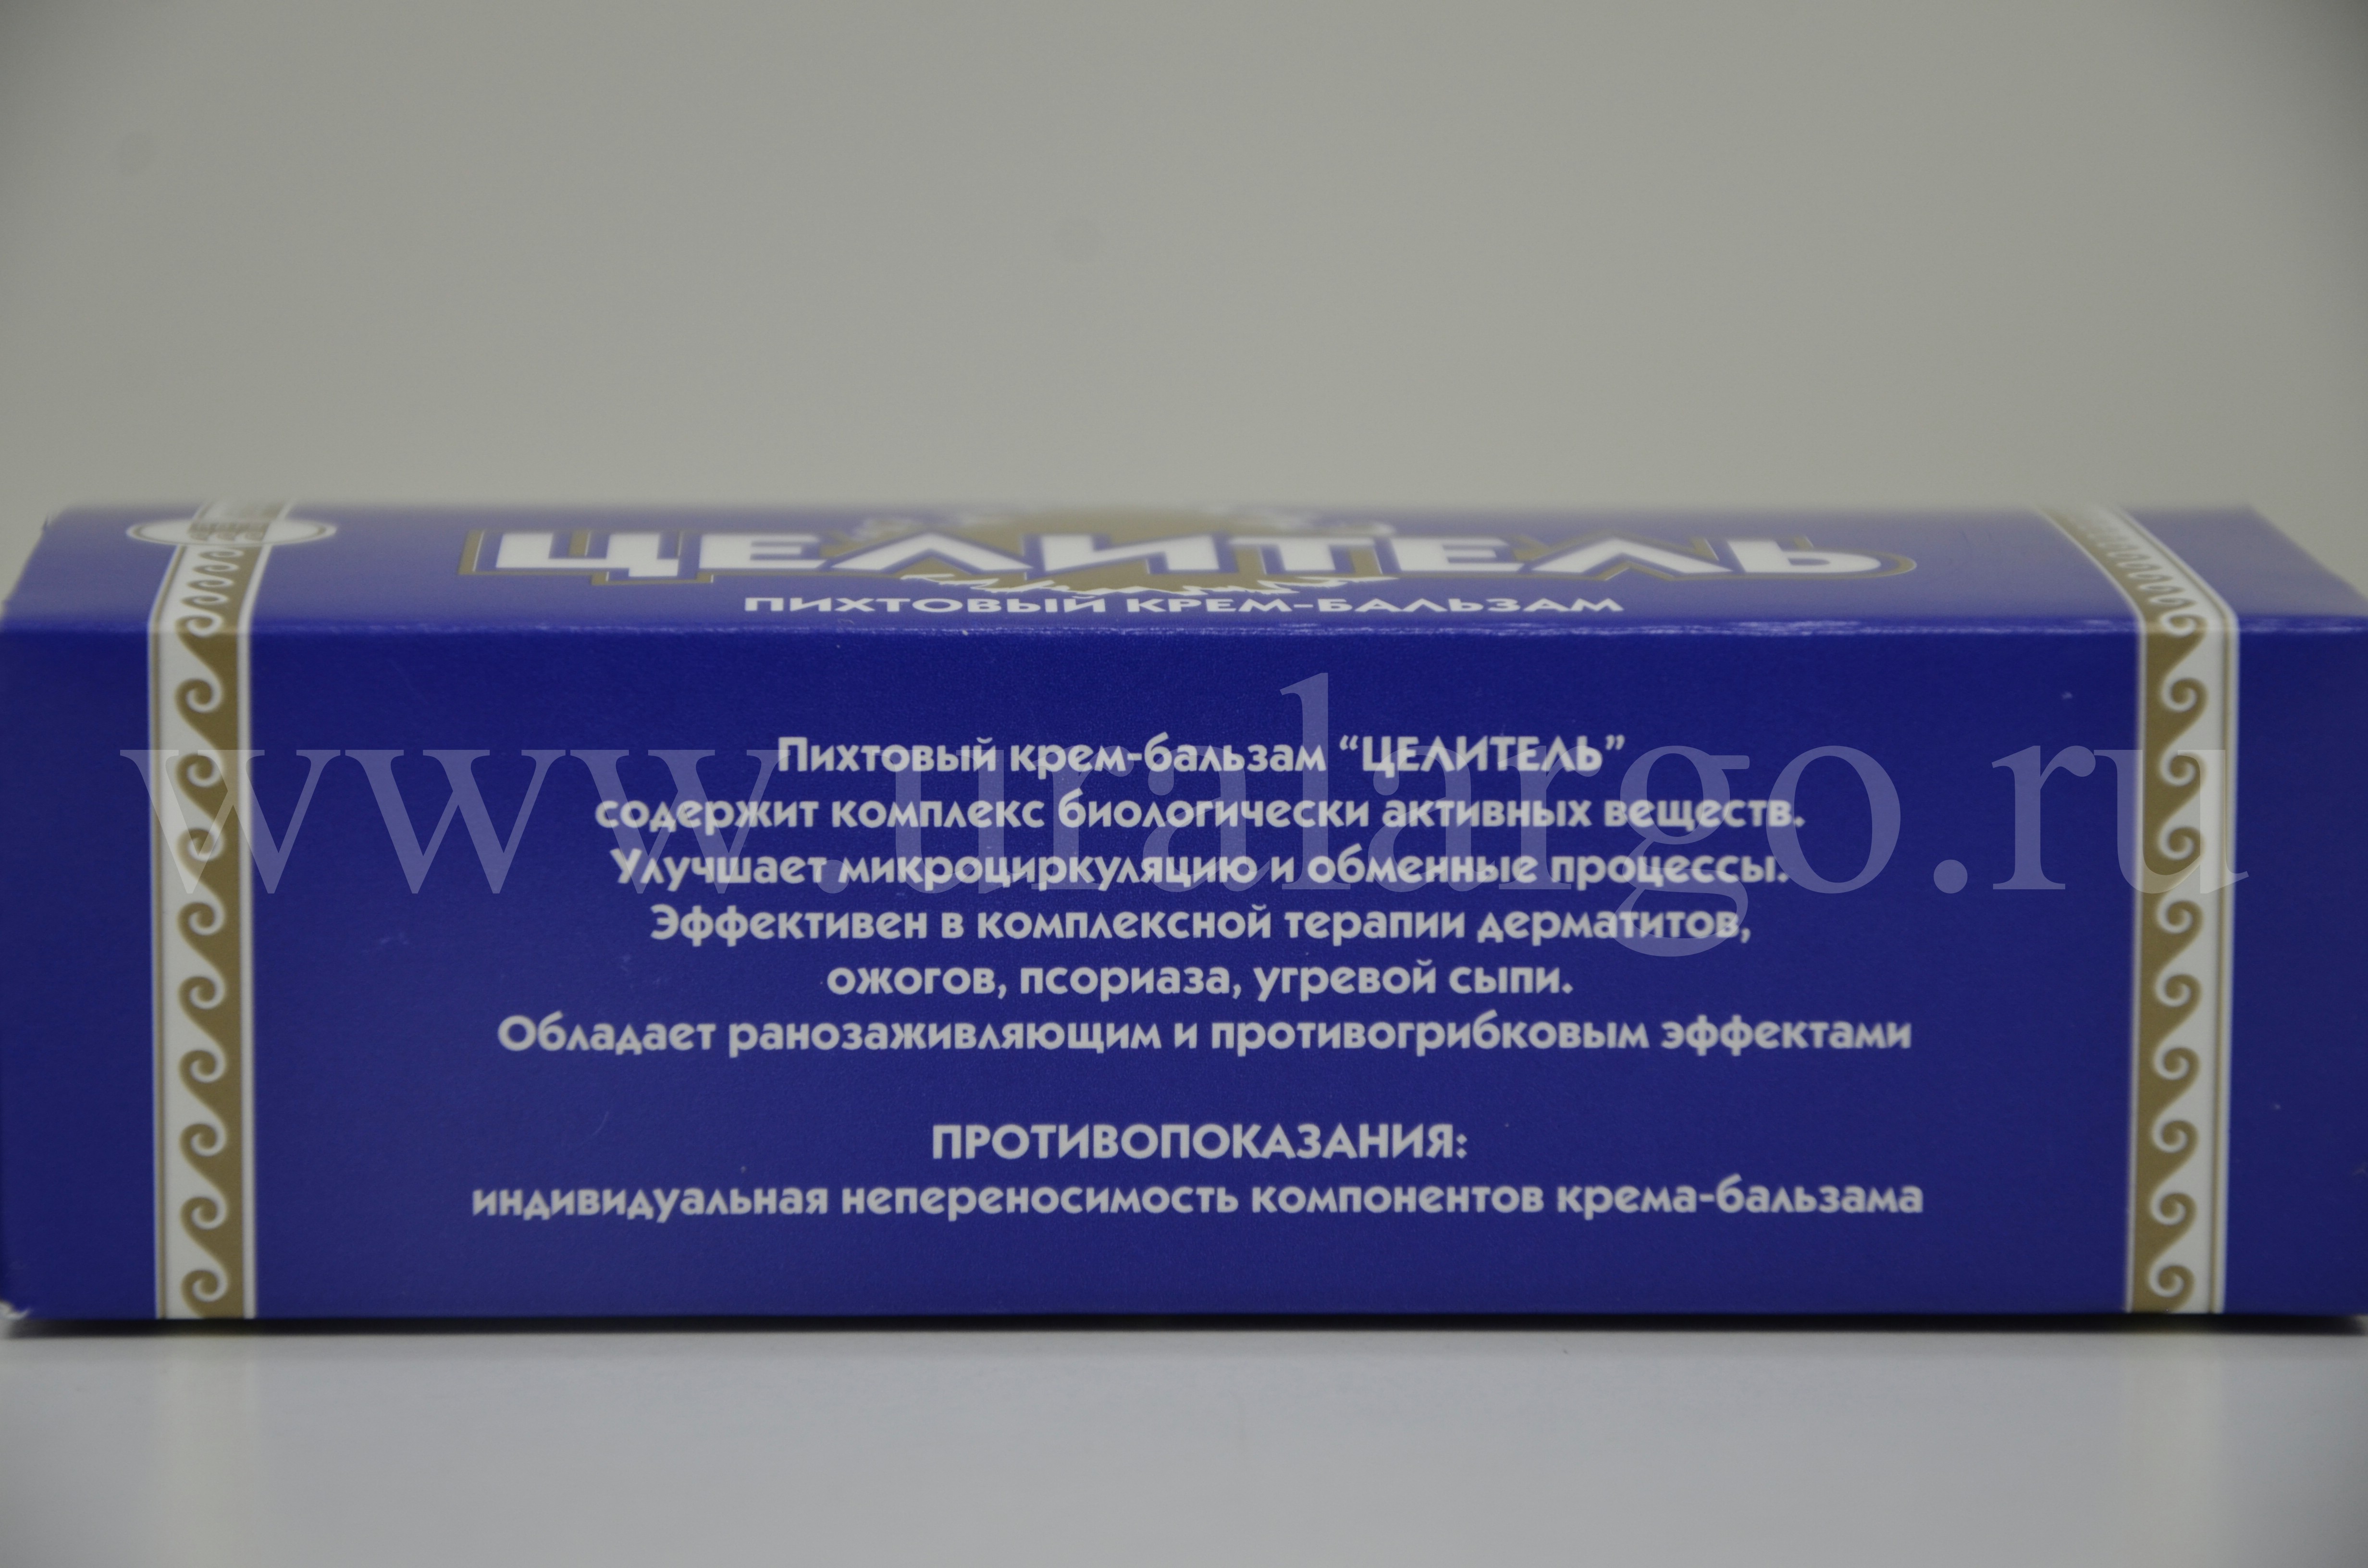 ЦЕЛИТЕЛЬ
ПИХТОВЫЙ КРЕМ-БАЛЬЗАМ
Пихтовый крем-бальзам “ЦЕЛИТЕЛЬ”
содержит комплекс биологически активных веществ.
Улучшает микроциркуляцию и обменные процессы.
Эффективен в комплексной терапии дерматитов,
ожогов, псориаза, угревой сыпи.
Обладает ранозаживляющим и противогрибковым эффектами
ПРОТИВОПОКАЗАНИЯ:
индивидуальная непереносимость компонентов крема-бальзама
www.uralargo.ru